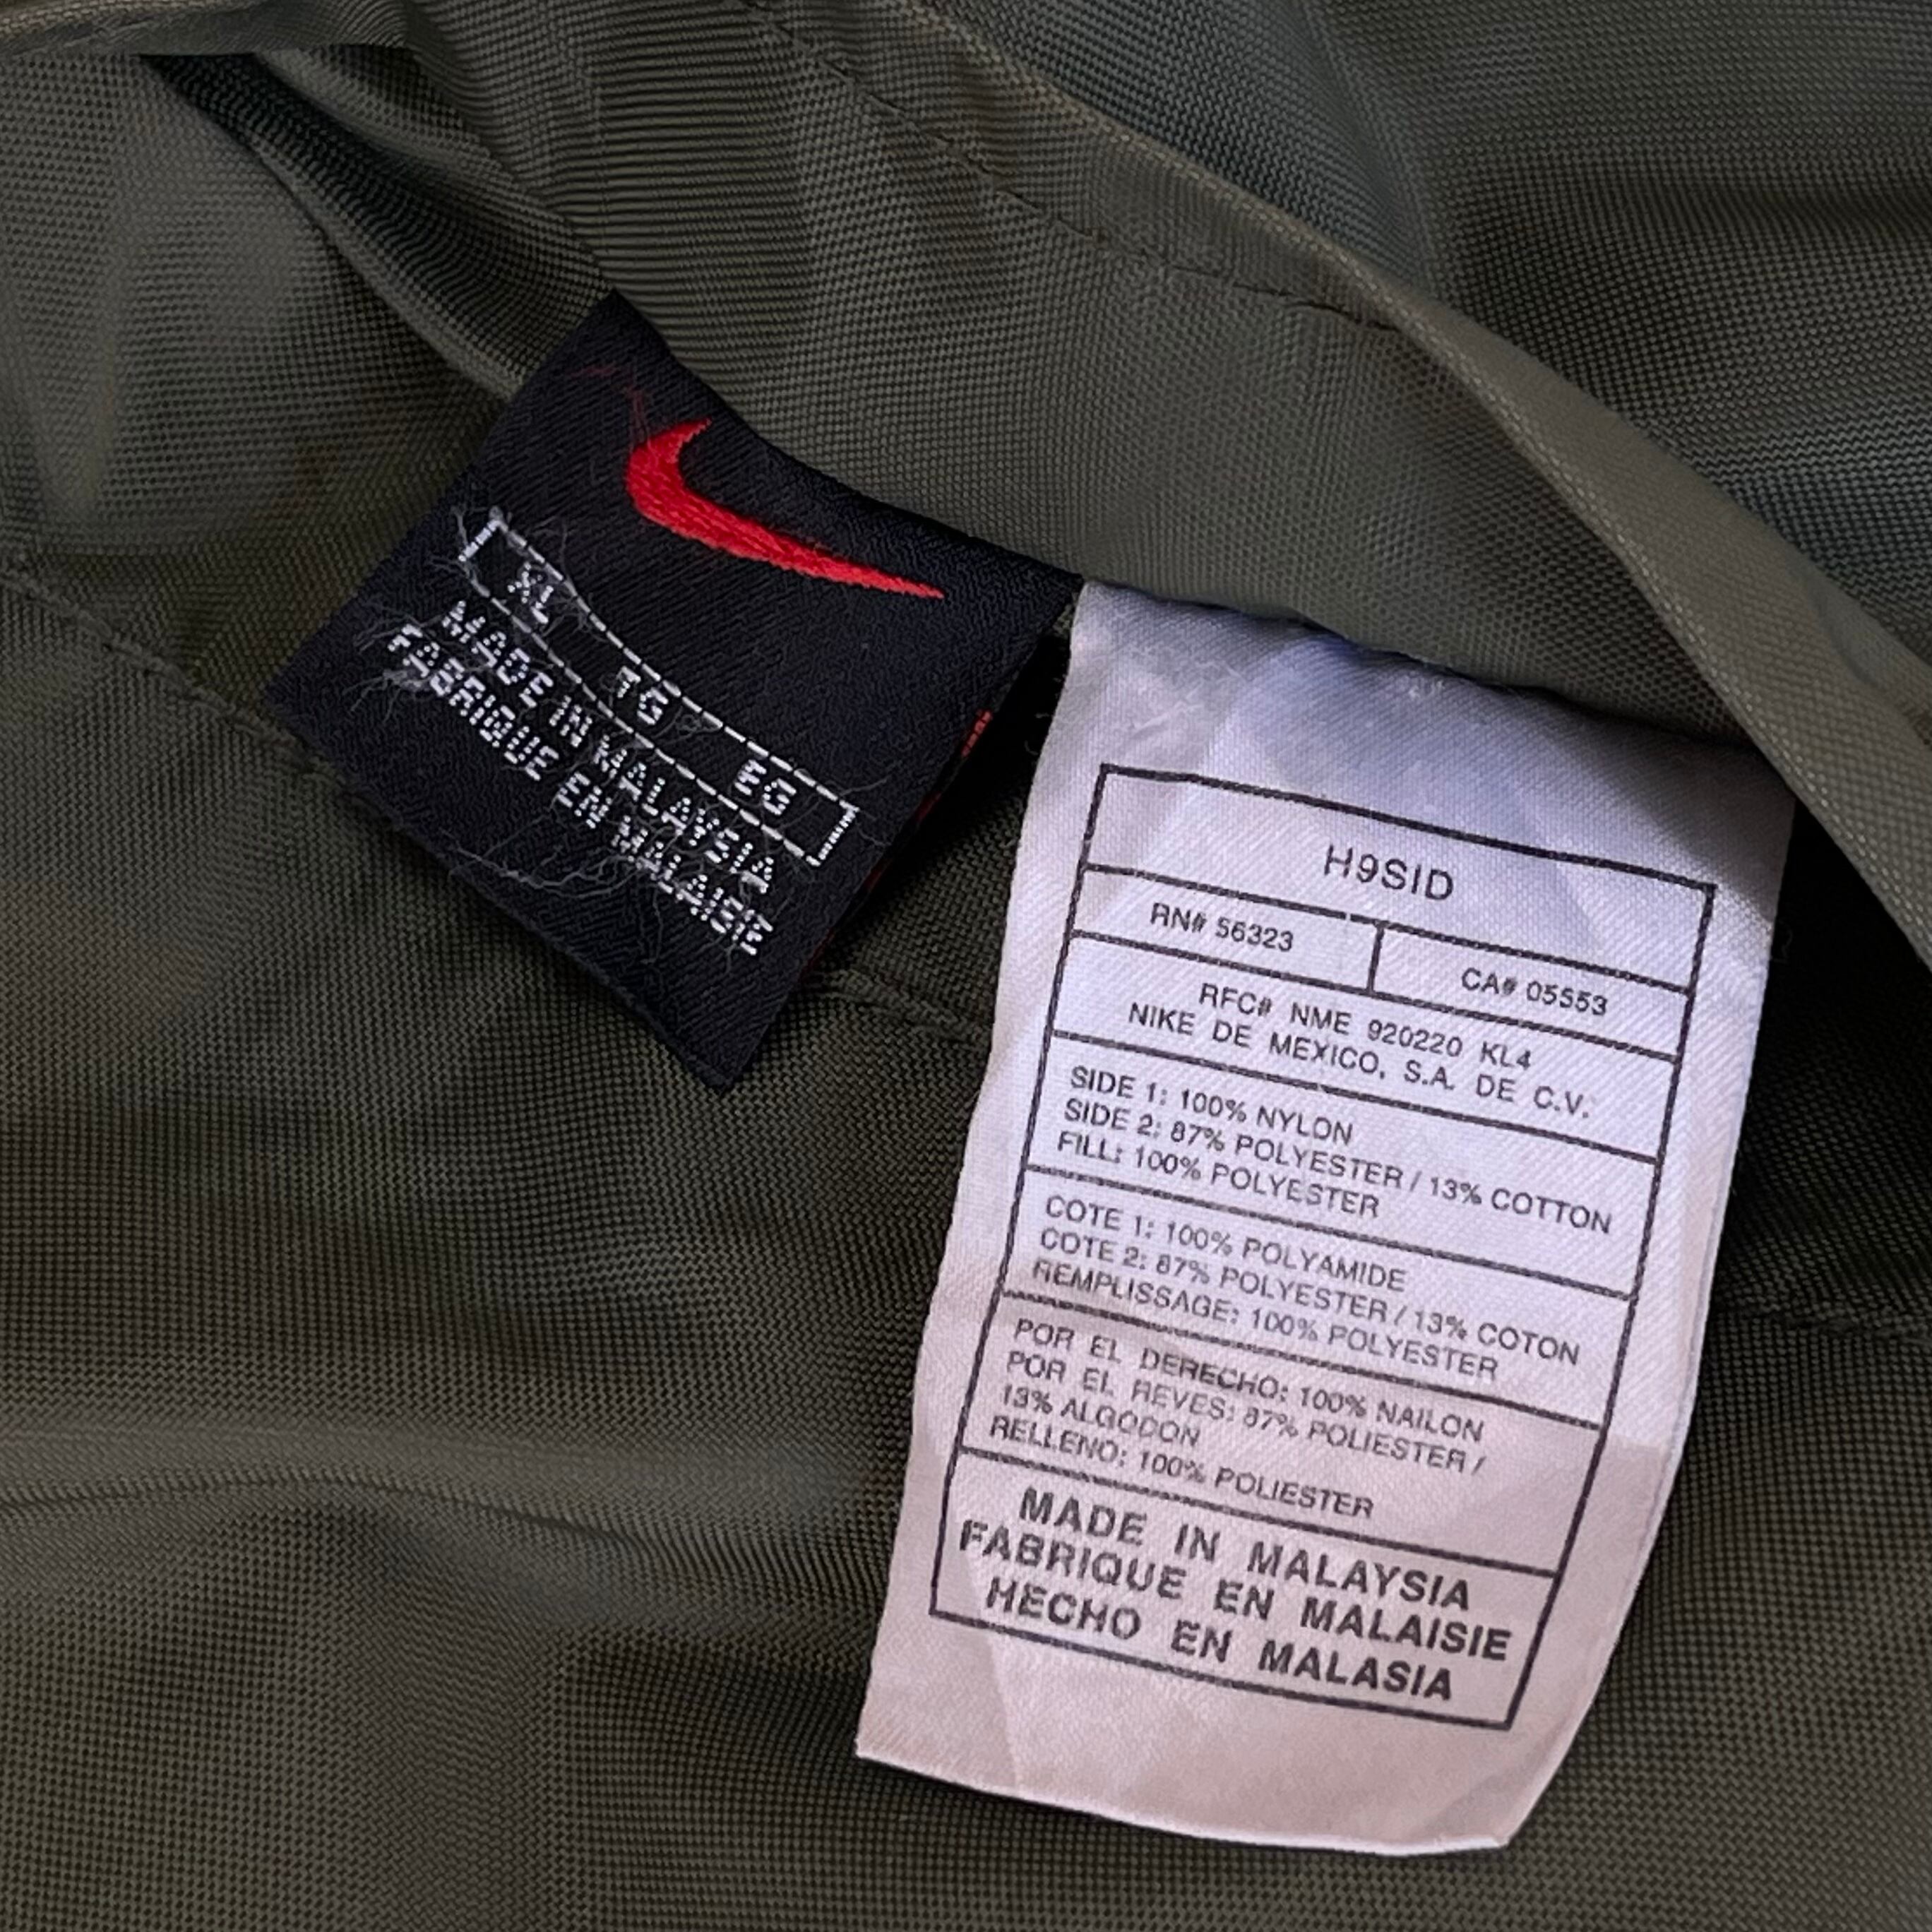 XL TG EG
MADE IN MALAYSIA
FABRIQUE EN MALAISIE
H9SID
RN# 56323 CA# 05553
RFC# NME 920220 KL4
NIKE DE MEXICO, S.A. DE C.V.
SIDE 1: 100% NYLON
SIDE 2: 87% POLYESTER / 13% COTTON
FILL: 100% POLYESTER
COTE 1: 100% POLYAMIDE
COTE 2: 87% POLYESTER / 13% COTON
REMPLISSAGE: 100% POLYESTER
POR EL DERECHO: 100% NAILON
POR EL REVES: 87% POLIESTER /
13% ALGODON
RELLENO: 100% POLIESTER
MADE IN MALAYSIA
FABRIQUE EN MALAISIE
HECHO EN MALASIA